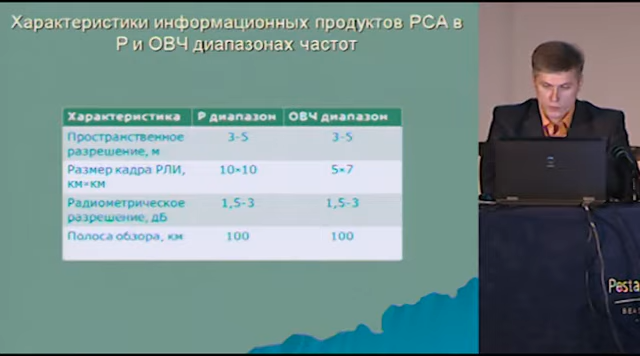 Характеристики информационных продуктов РСА в
Р и ОВЧ диапазонах частот
Характеристика Р диапазон ОВЧ диапазон
Пространственное
разрешение, м 3-5 3-5
Размер кадра РЛИ,
км×км 10×10 5×7
Радиометрическое
разрешение, дБ 1,5-3 1,5-3
Полоса обзора, км 100 100